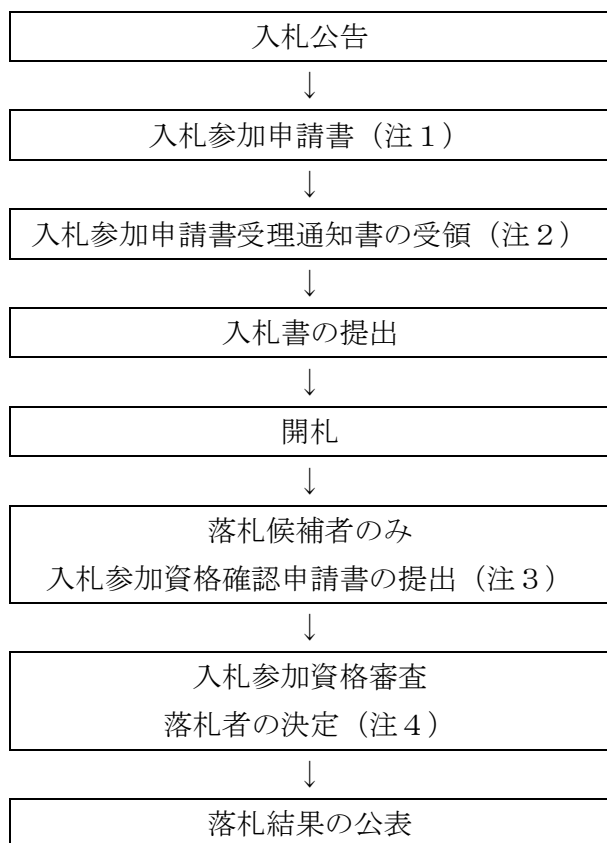 入札公告
↓
入札参加申請書（注１）
↓
入札参加申請書受理通知書の受領（注２）
↓
入札書の提出
↓
開札
↓
落札候補者のみ
入札参加資格確認申請書の提出（注３）
↓
入札参加資格審査
落札者の決定（注４）
↓
落札結果の公表